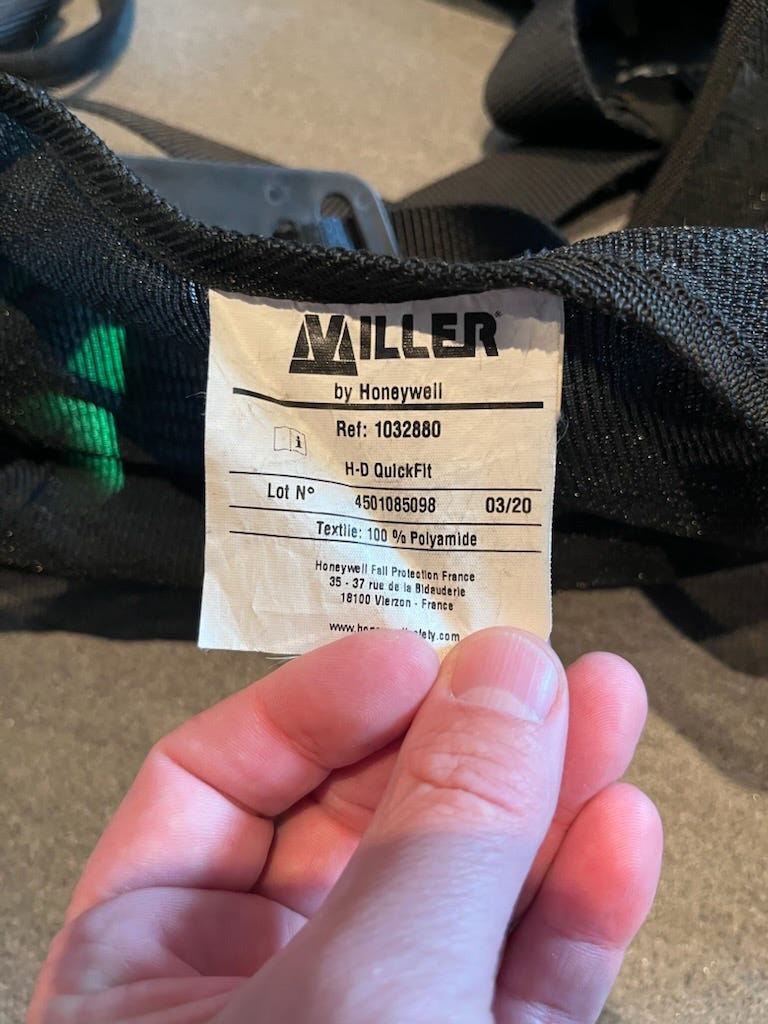 MILLER®
by Honeywell
Ref: 1032880
i
H-D QuickFit
Lot N° 4501085098 03/20
Textile: 100 % Polyamide
Honeywell Fall Protection France
35 - 37 rue de la Bidauderie
18100 Vierzon - France